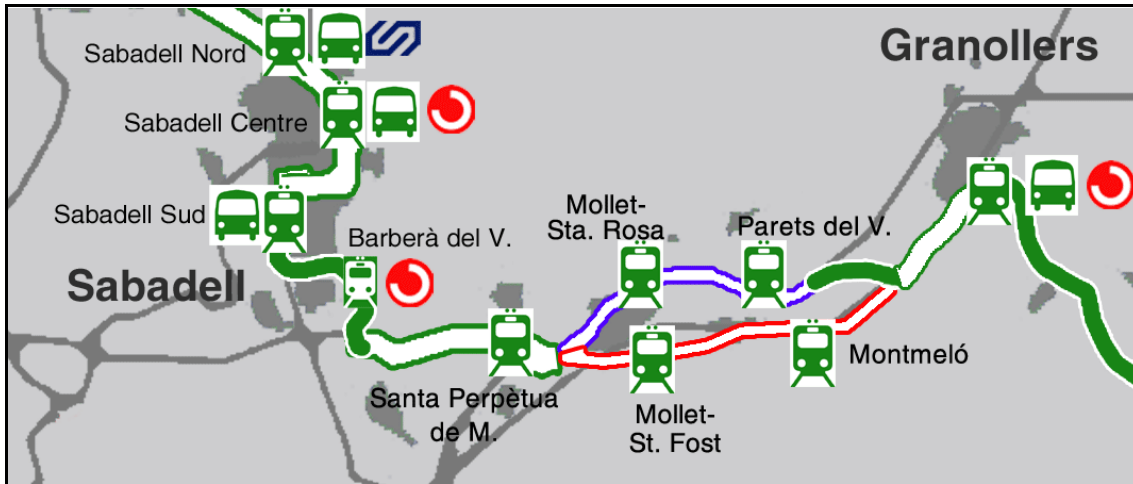 Sabadell Nord
Granollers
Sabadell Centre
Sabadell Sud
Mollet-
Sta. Rosa
Parets del V.
Barberà del V.
Sabadell
Montmeló
Santa Perpètua
de M.
Mollet-
St. Fost